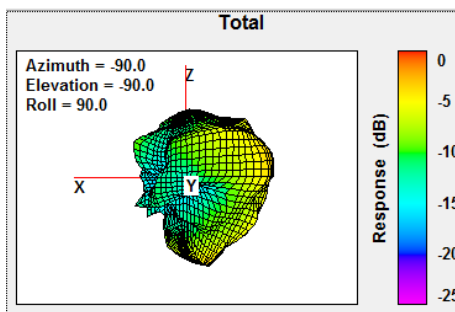 Total
Azimuth = -90.0
Elevation = -90.0
Roll = 90.0
Z
X
Y
0
-5
-10
-15
-20
-25
Response (dB)